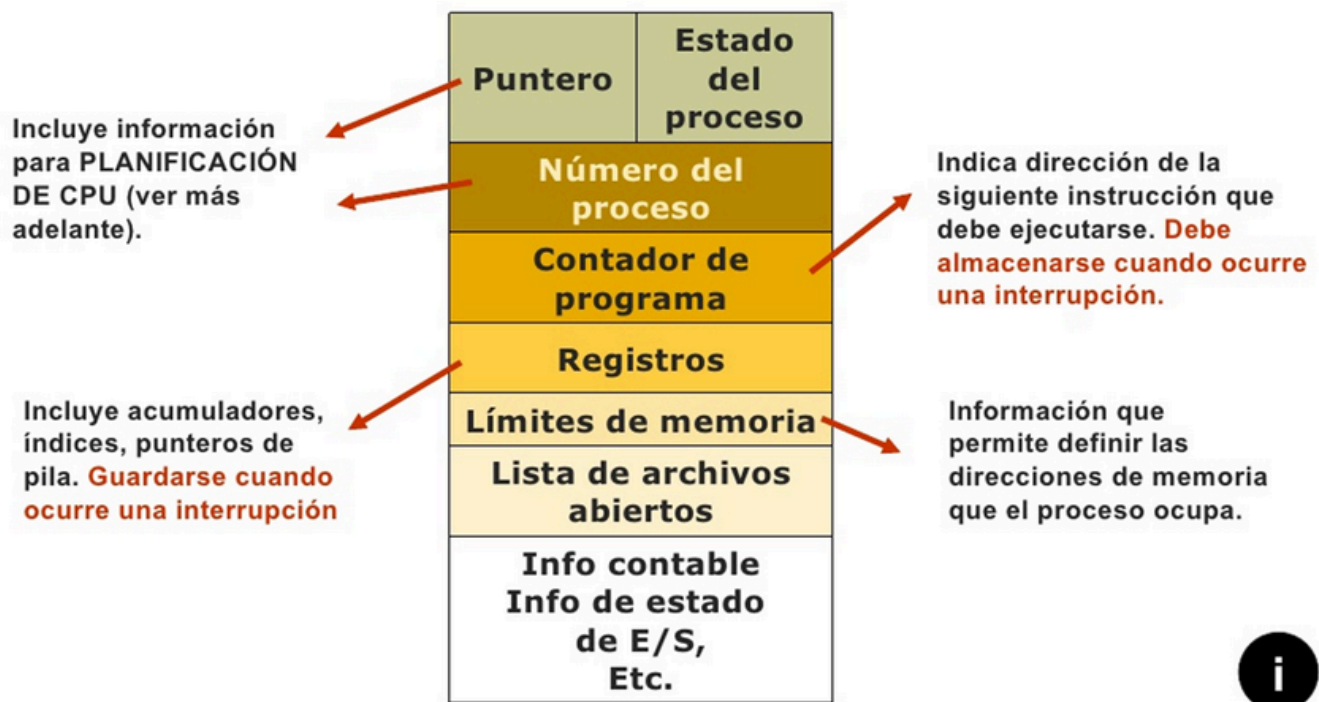 Puntero
Estado
del
proceso
Incluye información
para PLANIFICACIÓN
DE CPU (ver más
adelante).
Número del
proceso
Indica dirección de la
siguiente instrucción que
debe ejecutarse. Debe
almacenarse cuando ocurre
una interrupción.
Contador de
programa
Registros
Incluye acumuladores,
índices, punteros de
pila. Guardarse cuando
ocurre una interrupción
Límites de memoria
Información que
permite definir las
direcciones de memoria
que el proceso ocupa.
Lista de archivos
abiertos
Info contable
Info de estado
de E/S,
Etc.
i